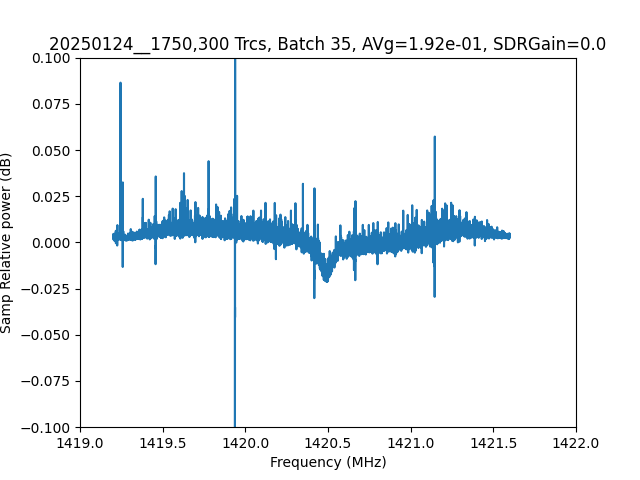 20250124__1750,300 Trcs, Batch 35, AVg=1.92e-01, SDRGain=0.0
0.100
0.075
0.050
0.025
0.000
−0.025
−0.050
−0.075
−0.100
Samp Relative power (dB)
1419.0 1419.5 1420.0 1420.5 1421.0 1421.5 1422.0
Frequency (MHz)